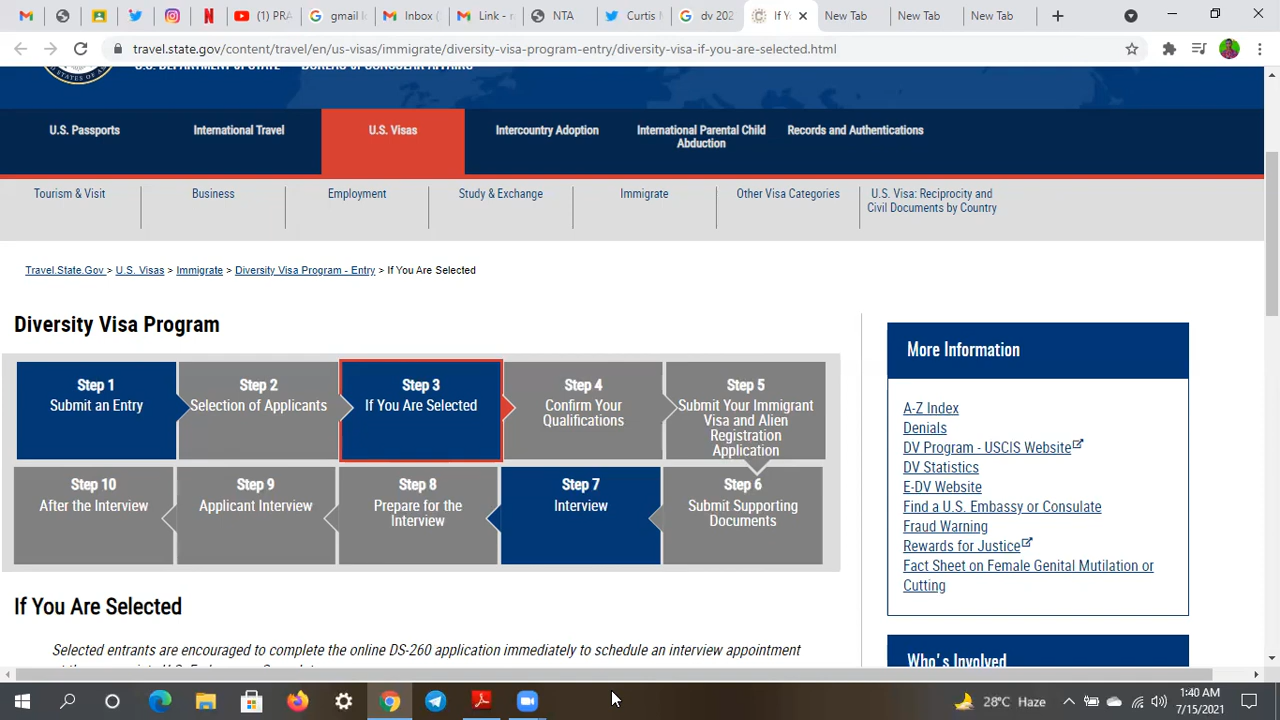 (1) PRA
gmail l
Inbox (
Link - r
NTA
Curtis M
dv 202
If Y
New Tab
New Tab
New Tab
travel.state.gov/content/travel/en/us-visas/immigrate/diversity-visa-program-entry/diversity-visa-if-you-are-selected.html
U.S. DEPARTMENT of STATE — BUREAU of CONSULAR AFFAIRS
U.S. Passports
International Travel
U.S. Visas
Intercountry Adoption
International Parental Child
Abduction
Records and Authentications
Tourism & Visit
Business
Employment
Study & Exchange
Immigrate
Other Visa Categories
U.S. Visa: Reciprocity and
Civil Documents by Country
Travel.State.Gov > U.S. Visas > Immigrate > Diversity Visa Program - Entry > If You Are Selected
Diversity Visa Program
Step 1
Submit an Entry
Step 2
Selection of Applicants
Step 3
If You Are Selected
Step 4
Confirm Your
Qualifications
Step 5
Submit Your Immigrant
Visa and Alien
Registration
Application
Step 10
After the Interview
Step 9
Applicant Interview
Step 8
Prepare for the
Interview
Step 7
Interview
Step 6
Submit Supporting
Documents
If You Are Selected
Selected entrants are encouraged to complete the online DS-260 application immediately to schedule an interview appointment
More Information
A-Z Index
Denials
DV Program - USCIS Website
DV Statistics
E-DV Website
Find a U.S. Embassy or Consulate
Fraud Warning
Rewards for Justice
Fact Sheet on Female Genital Mutilation or
Cutting
Who's Involved
28°C Haze
1:40 AM
7/15/2021